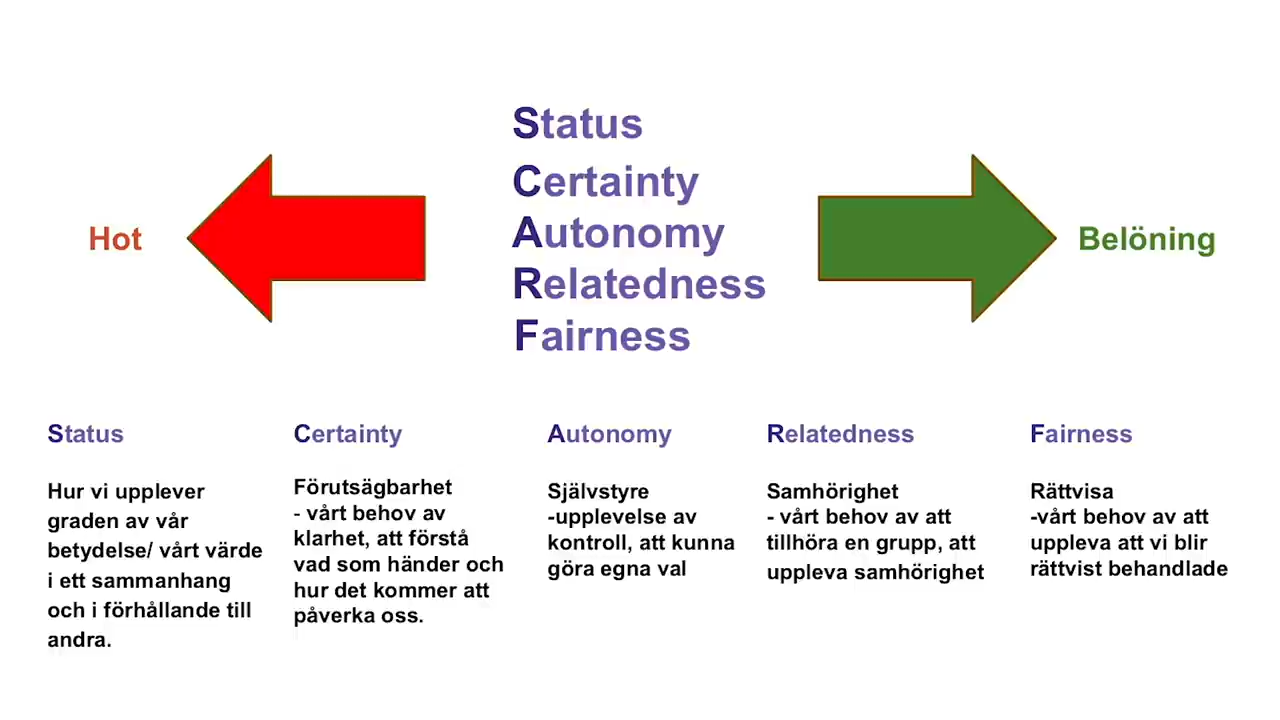 Status
Certainty
Autonomy
Relatedness
Fairness
Hot
Belöning
Status
Hur vi upplever
graden av vår
betydelse/ vårt värde
i ett sammanhang
och i förhållande till
andra.
Certainty
Förutsägbarhet
- vårt behov av
klarhet, att förstå
vad som händer och
hur det kommer att
påverka oss.
Autonomy
Självstyre
-upplevelse av
kontroll, att kunna
göra egna val
Relatedness
Samhörighet
- vårt behov av att
tillhöra en grupp, att
uppleva samhörighet
Fairness
Rättvisa
-vårt behov av att
uppleva att vi blir
rättvist behandlade